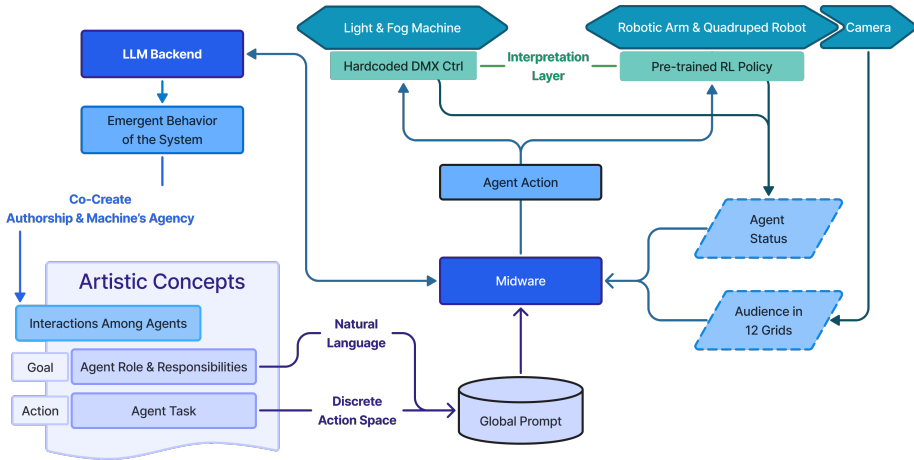 Light & Fog Machine
Robotic Arm & Quadruped Robot
Camera
LLM Backend
Hardcoded DMX Ctrl
Interpretation
Layer
Pre-trained RL Policy
Emergent Behavior
of the System
Agent Action
Co-Create
Authorship & Machine's Agency
Agent
Status
Artistic Concepts
Midware
Interactions Among Agents
Audience in
12 Grids
Natural
Language
Goal
Agent Role & Responsibilities
Action
Agent Task
Discrete
Action Space
Global Prompt